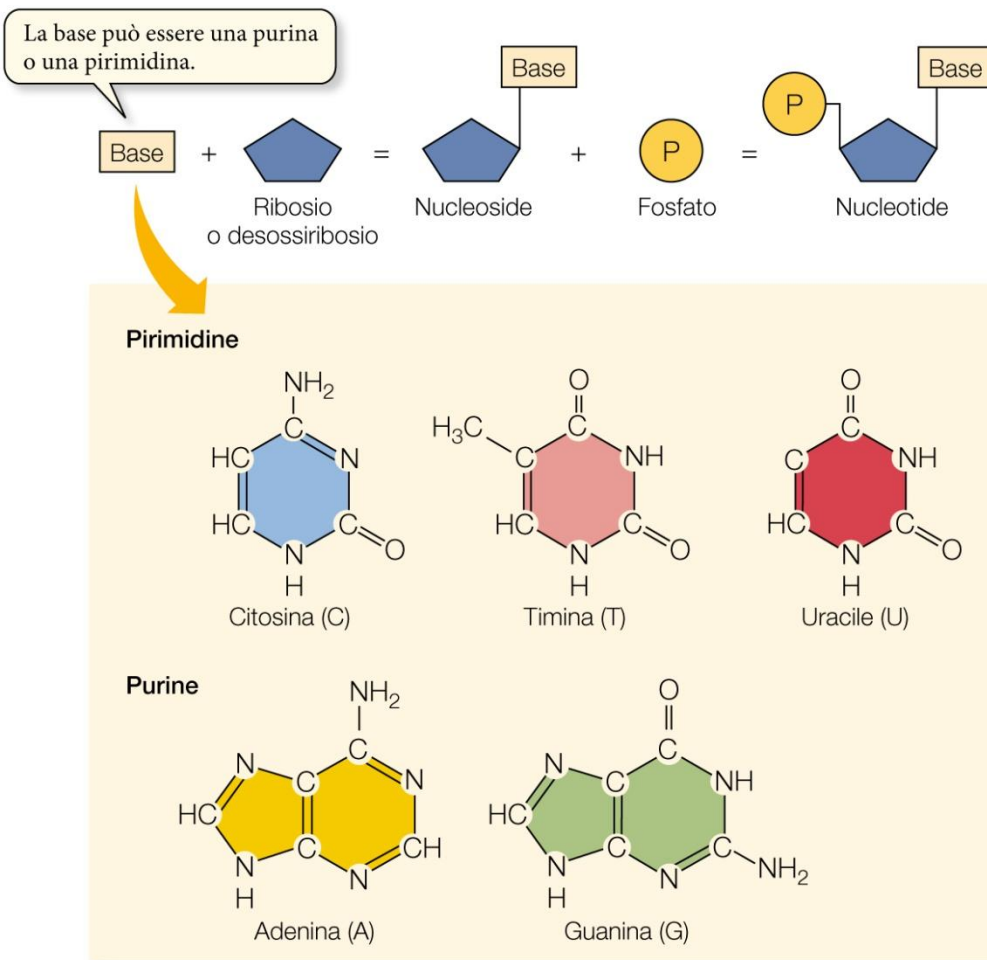 La base può essere una purina
o una pirimidina.
Base
+
Ribosio
o desossiribosio
=
Base
Nucleoside
+
P
Fosfato
=
P
Base
Nucleotide
Pirimidine
NH₂
C
HC
N
HC
C
O
N
H
Citosina (C)
O
H₃C
C
C
NH
HC
C
O
N
H
Timina (T)
O
C
C
NH
HC
C
O
N
H
Uracile (U)
Purine
NH₂
N
C
C
N
HC
C
CH
N
N
H
Adenina (A)
O
N
C
C
NH
HC
C
C
N
N
NH₂
H
Guanina (G)